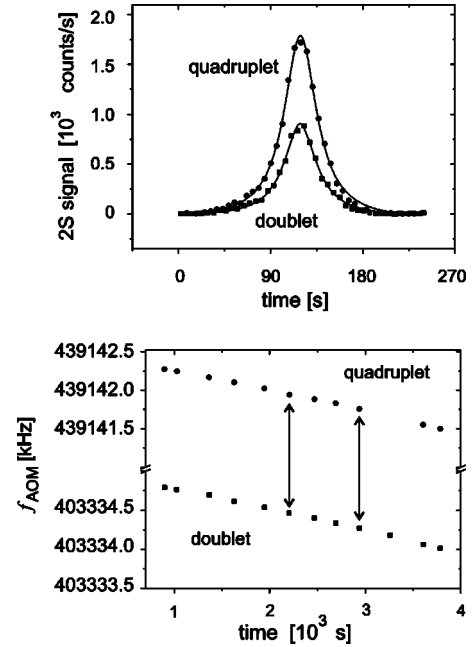 2.0
1.5
1.0
0.5
0
2S signal [10³ counts/s]
quadruplet
doublet
0 90 180 270
time [s]
439142.5
439142.0
439141.5
403334.5
403334.0
403333.5
f_AOM [kHz]
quadruplet
doublet
1 2 3 4
time [10³ s]